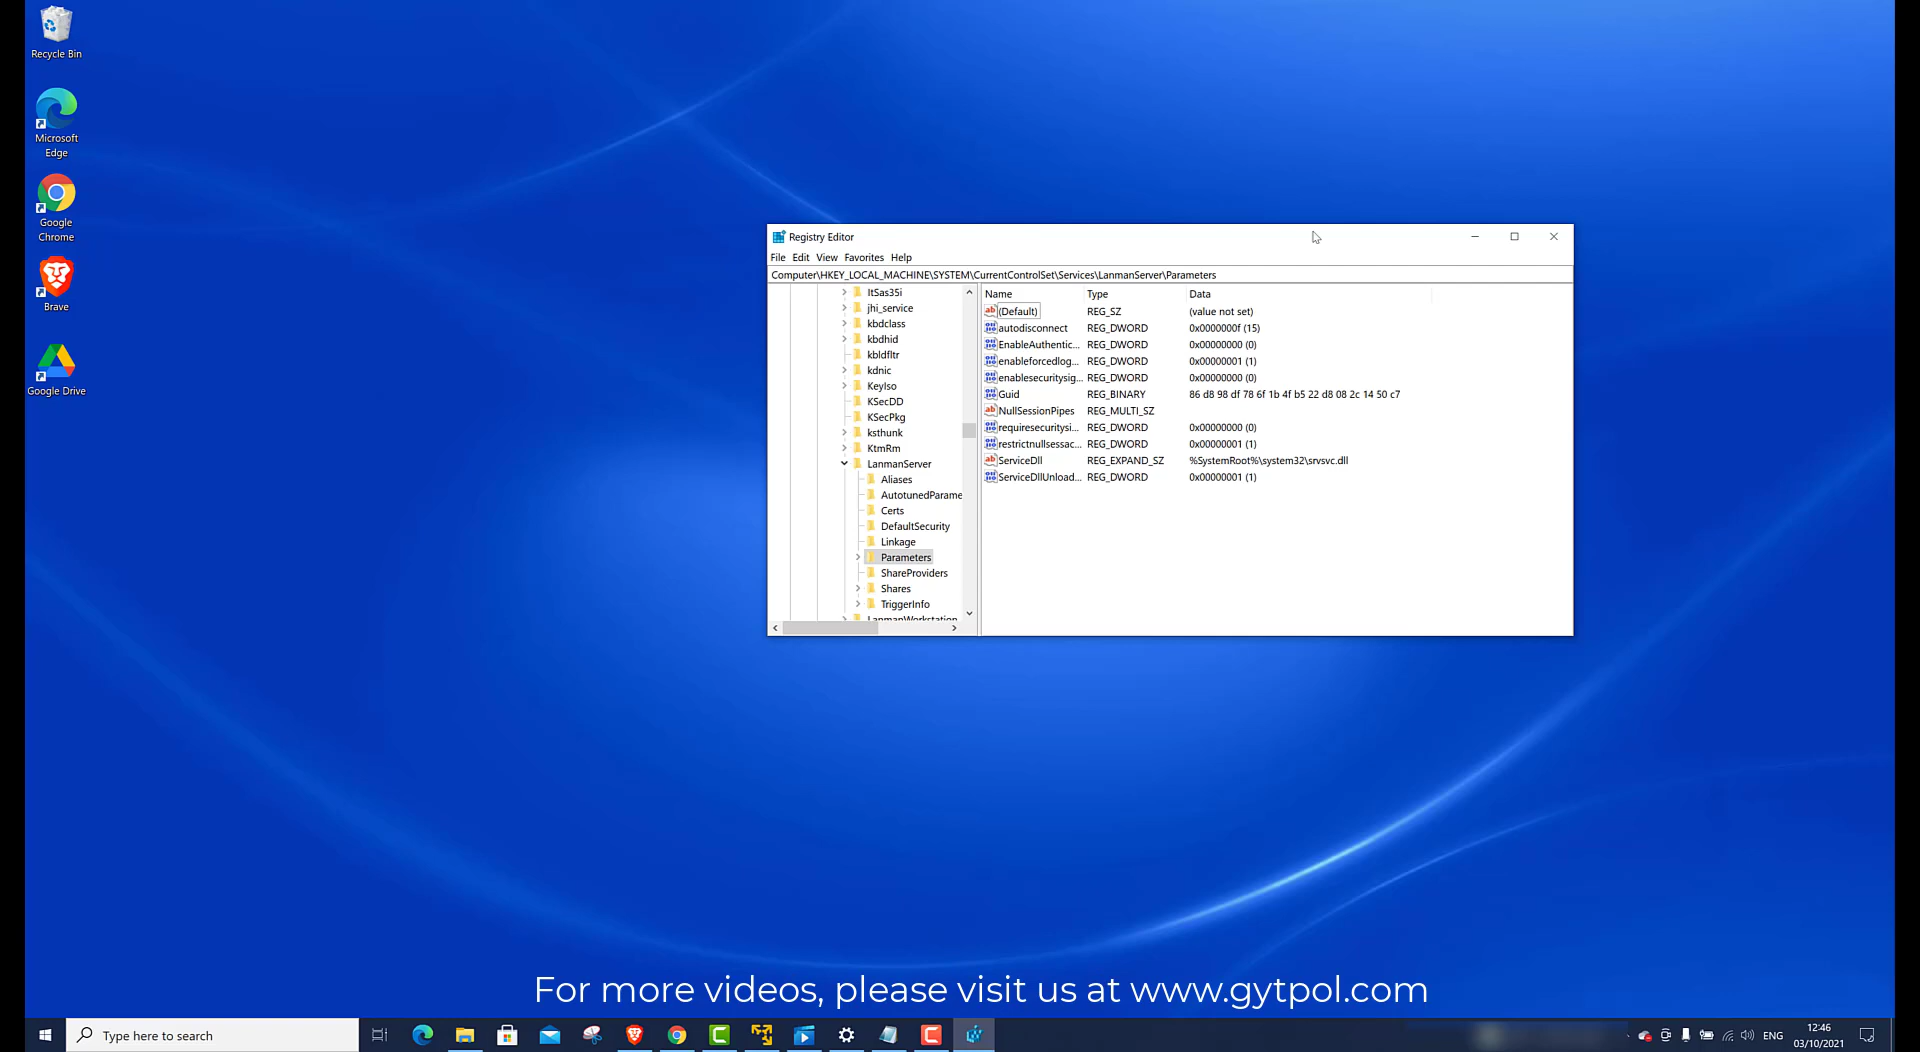 Recycle Bin
Microsoft
Edge
Google
Chrome
Brave
Google Drive
Registry Editor
File Edit View Favorites Help
Computer\HKEY_LOCAL_MACHINE\SYSTEM\CurrentControlSet\Services\LanmanServer\Parameters
ItSas35i
jhi_service
kbdclass
kbdhid
kbldfltr
kdnic
KeyIso
KSecDD
KSecPkg
ksthunk
KtmRm
LanmanServer
Aliases
AutotunedParame
Certs
DefaultSecurity
Linkage
Parameters
ShareProviders
Shares
TriggerInfo
LanmanWorkstation
Name Type Data
(Default) REG_SZ (value not set)
autodisconnect REG_DWORD 0x0000000f (15)
EnableAuthentic... REG_DWORD 0x00000000 (0)
enableforcedlog... REG_DWORD 0x00000001 (1)
enablesecuritysig... REG_DWORD 0x00000000 (0)
Guid REG_BINARY 86 d8 98 df 78 6f 1b 4f b5 22 d8 08 2c 14 50 c7
NullSessionPipes REG_MULTI_SZ
requiresecuritysi... REG_DWORD 0x00000000 (0)
restrictnullsessac... REG_DWORD 0x00000001 (1)
ServiceDll REG_EXPAND_SZ %SystemRoot%\system32\srvsvc.dll
ServiceDllUnload... REG_DWORD 0x00000001 (1)
For more videos, please visit us at www.gytpol.com
Type here to search
ENG
12:46
03/10/2021